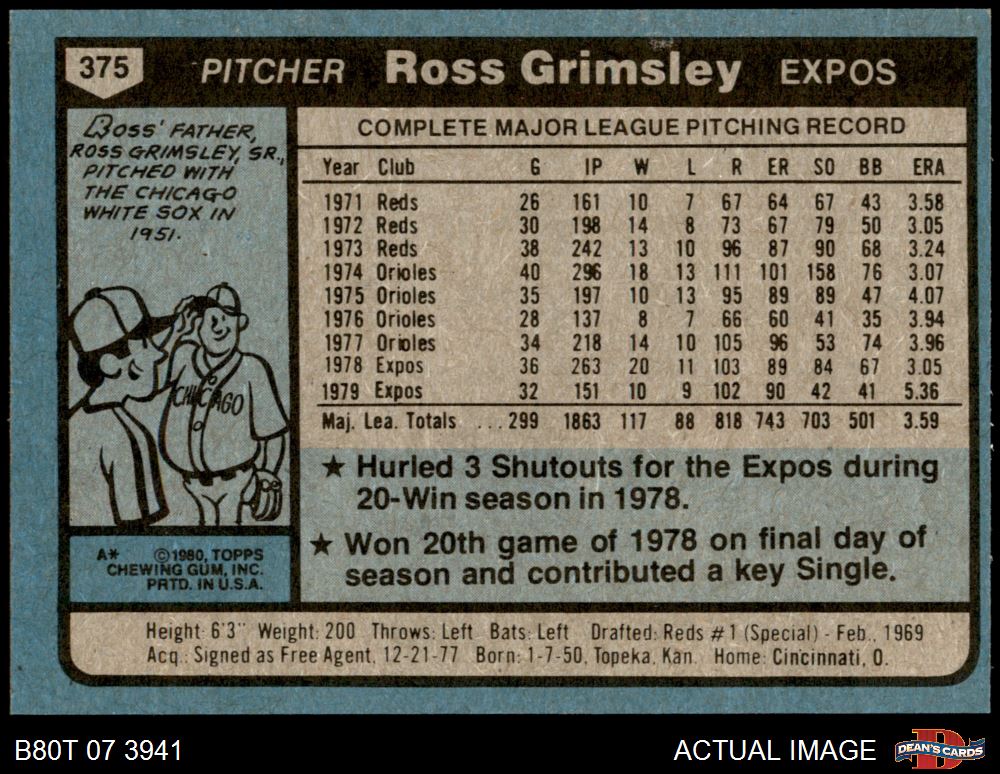 375 PITCHER Ross Grimsley EXPOS
ROSS' FATHER,
ROSS GRIMSLEY, SR.,
PITCHED WITH
THE CHICAGO
WHITE SOX IN
1951.
CHICAGO
A* ©1980, TOPPS
CHEWING GUM, INC.
PRTD. IN U.S.A.
COMPLETE MAJOR LEAGUE PITCHING RECORD
Year Club G IP W L R ER SO BB ERA
1971 Reds 26 161 10 7 67 64 67 43 3.58
1972 Reds 30 198 14 8 73 67 79 50 3.05
1973 Reds 38 242 13 10 96 87 90 68 3.24
1974 Orioles 40 296 18 13 111 101 158 76 3.07
1975 Orioles 35 197 10 13 95 89 89 47 4.07
1976 Orioles 28 137 8 7 66 60 41 35 3.94
1977 Orioles 34 218 14 10 105 96 53 74 3.96
1978 Expos 36 263 20 11 103 89 84 67 3.05
1979 Expos 32 151 10 9 102 90 42 41 5.36
Maj. Lea. Totals ...299 1863 117 88 818 743 703 501 3.59
★ Hurled 3 Shutouts for the Expos during
20-Win season in 1978.
★ Won 20th game of 1978 on final day of
season and contributed a key Single.
Height: 6'3" Weight: 200 Throws: Left Bats: Left Drafted: Reds #1 (Special) - Feb., 1969
Acq.: Signed as Free Agent, 12-21-77 Born: 1-7-50, Topeka, Kan. Home: Cincinnati, O.
B80T 07 3941 ACTUAL IMAGE DEAN'S CARDS